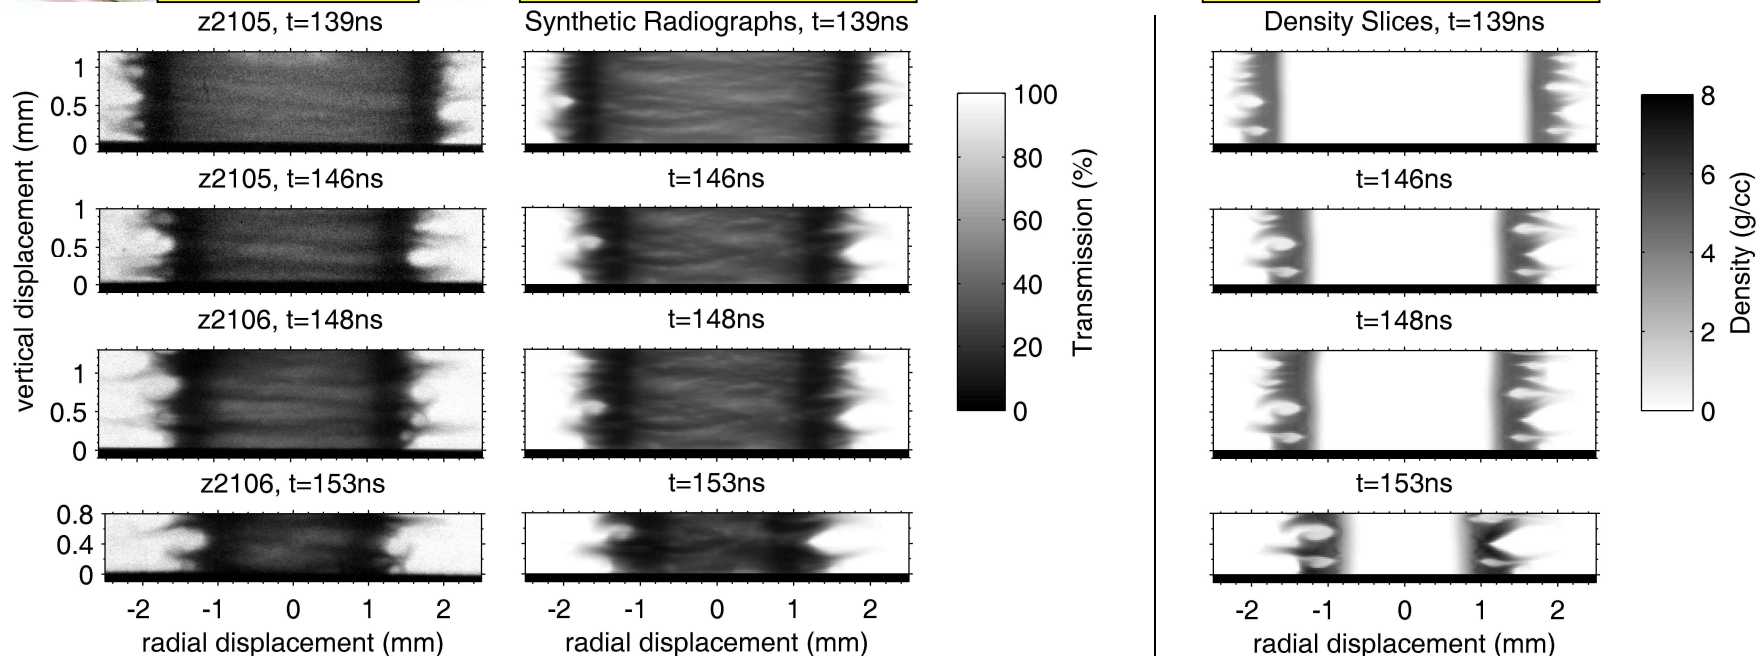 z2105, t=139ns
Synthetic Radiographs, t=139ns
Density Slices, t=139ns
1
0.5
0
z2105, t=146ns
t=146ns
t=146ns
1
0.5
0
z2106, t=148ns
t=148ns
t=148ns
1
0.5
0
z2106, t=153ns
t=153ns
t=153ns
0.8
0.4
0
vertical displacement (mm)
100
80
60
40
20
0
Transmission (%)
8
6
4
2
0
Density (g/cc)
-2 -1 0 1 2
-2 -1 0 1 2
-2 -1 0 1 2
radial displacement (mm)
radial displacement (mm)
radial displacement (mm)